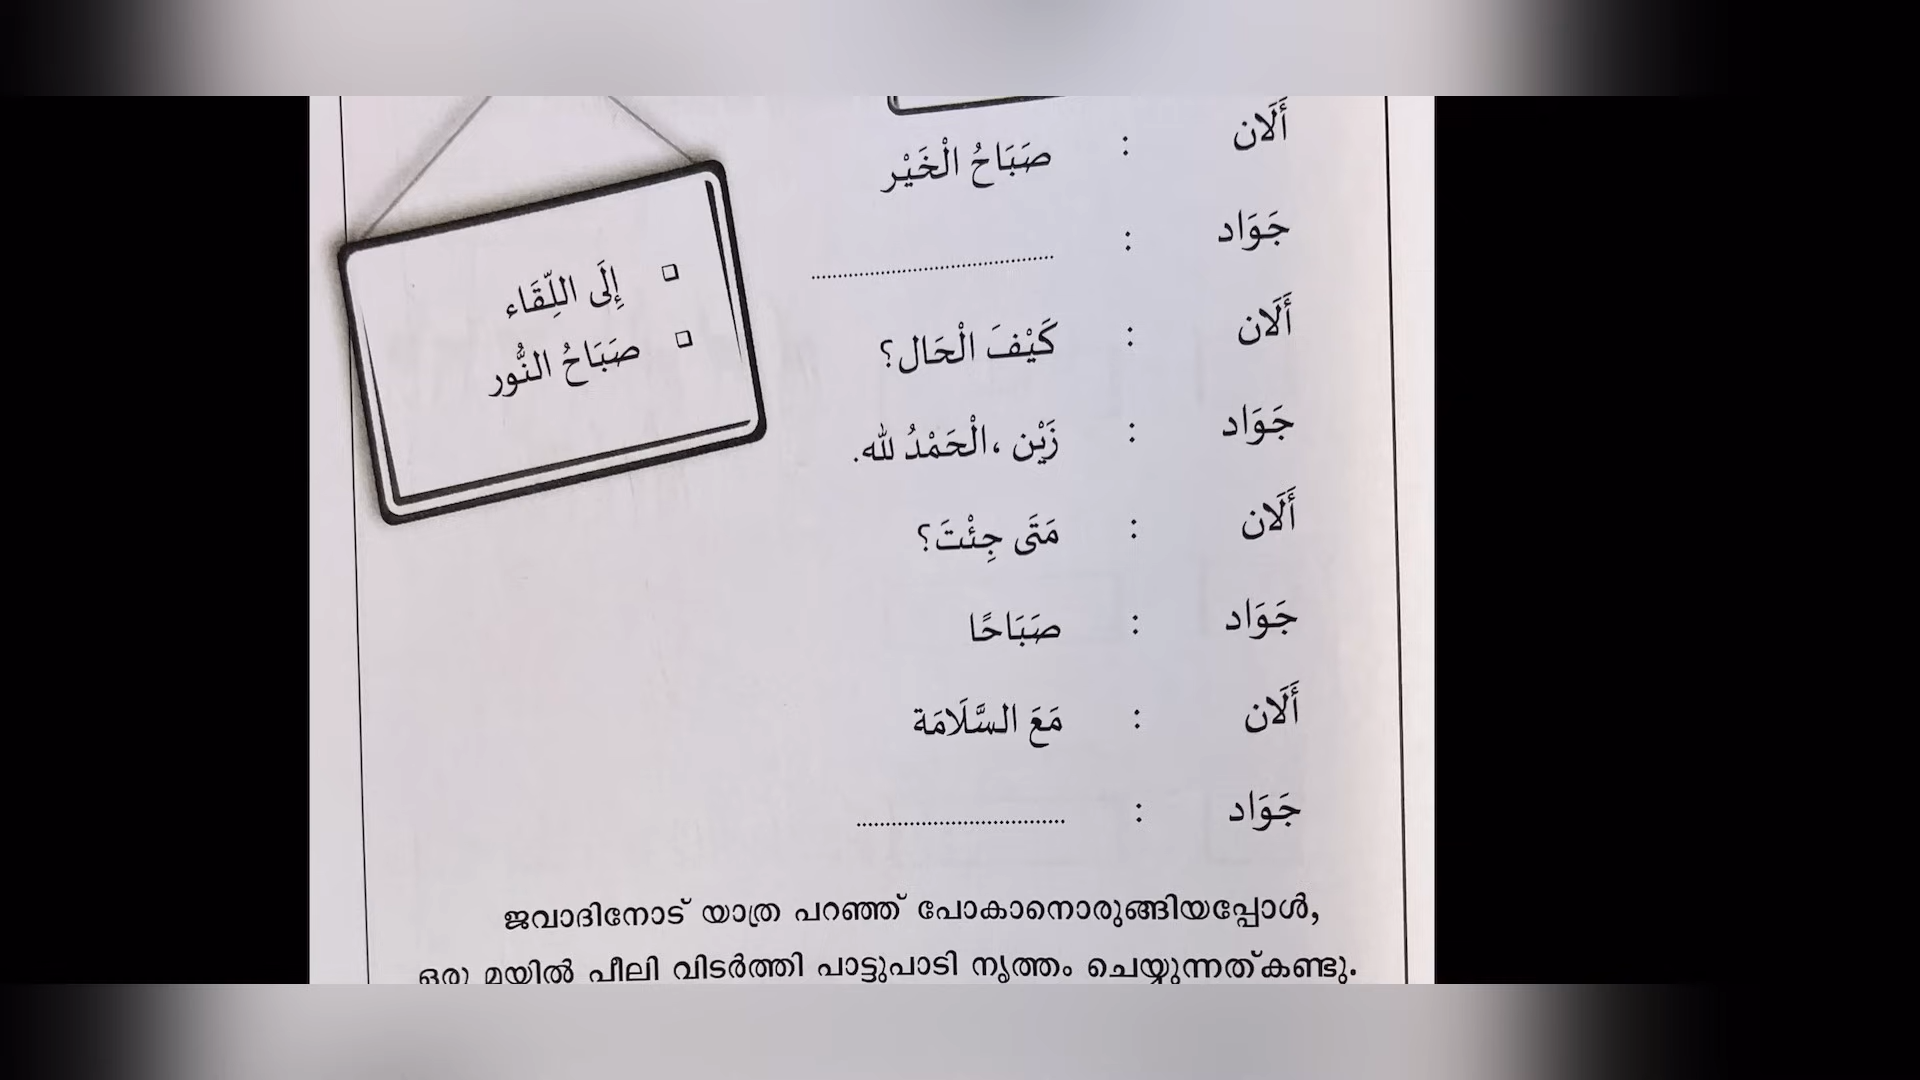 أَلَان : صَبَاحُ الْخَيْر
جَوَاد : ..........................................
أَلَان : كَيْفَ الْحَال؟
جَوَاد : زَيْن ،الْحَمْدُ لله.
أَلَان : مَتَى جِئْتَ؟
جَوَاد : صَبَاحًا
أَلَان : مَعَ السَّلَامَة
جَوَاد : ....................................
إِلَى اللِّقَاء
صَبَاحُ النُّور
ജവാദിനോട് യാത്ര പറഞ്ഞ് പോകാനൊരുങ്ങിയപ്പോൾ,
ഒരു മയിൽ പീലി വിടർത്തി പാട്ടുപാടി നൃത്തം ചെയ്യുന്നത്കണ്ടു.